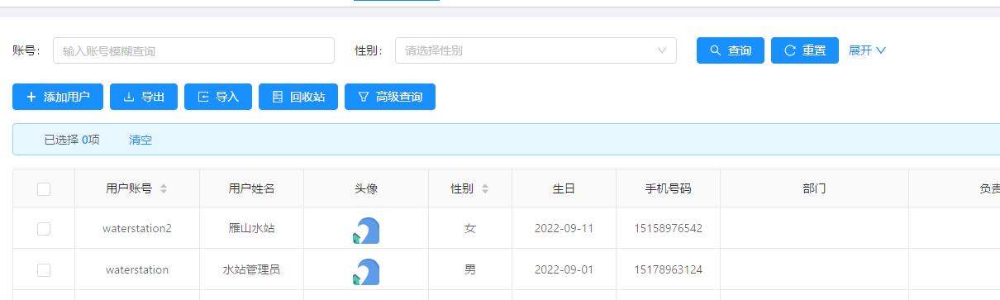 账号: 输入账号模糊查询 性别: 请选择性别 查询 重置 展开
添加用户 导出 导入 回收站 高级查询
已选择 0项 清空
用户账号 用户姓名 头像 性别 生日 手机号码 部门 负责
waterstation2 雁山水站 女 2022-09-11 15158976542
waterstation 水站管理员 男 2022-09-01 15178963124